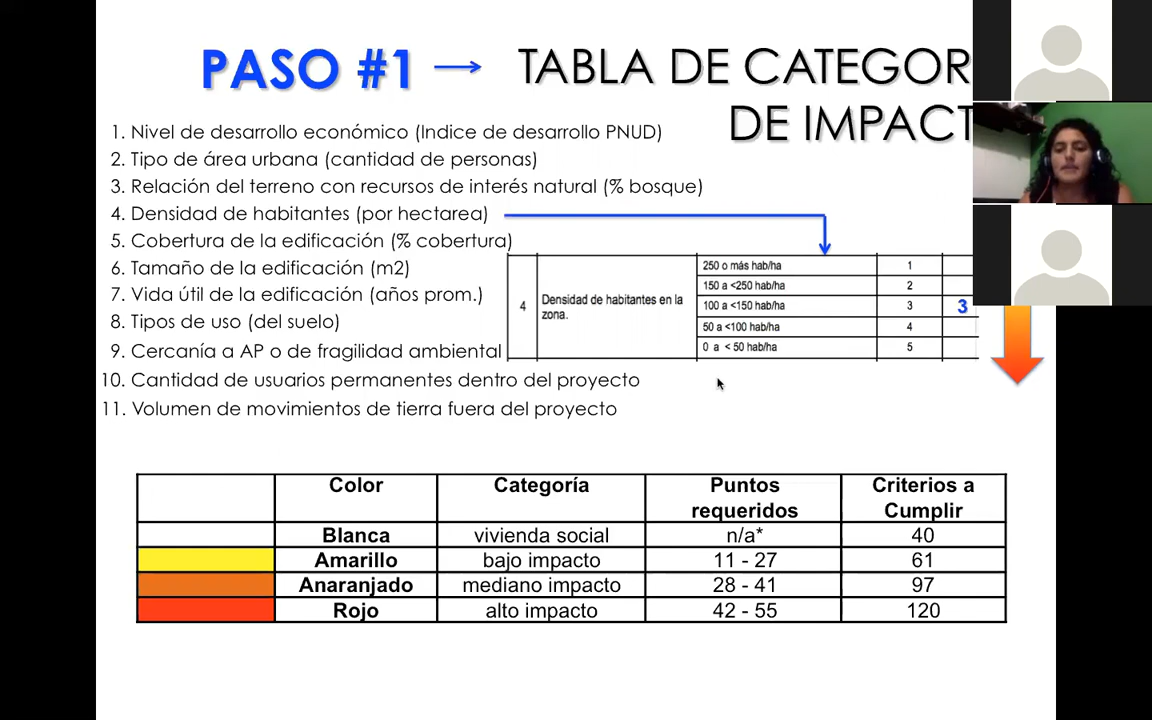 PASO #1 → TABLA DE CATEGOR
DE IMPACT
1. Nivel de desarrollo económico (Indice de desarrollo PNUD)
2. Tipo de área urbana (cantidad de personas)
3. Relación del terreno con recursos de interés natural (% bosque)
4. Densidad de habitantes (por hectarea)
5. Cobertura de la edificación (% cobertura)
6. Tamaño de la edificación (m2)
7. Vida útil de la edificación (años prom.)
8. Tipos de uso (del suelo)
9. Cercanía a AP o de fragilidad ambiental
10. Cantidad de usuarios permanentes dentro del proyecto
11. Volumen de movimientos de tierra fuera del proyecto
4 Densidad de habitantes en la
zona.
250 o más hab/ha 1
150 a <250 hab/ha 2
100 a <150 hab/ha 3 3
50 a <100 hab/ha 4
0 a < 50 hab/ha 5
Color Categoría Puntos requeridos Criterios a Cumplir
Blanca vivienda social n/a* 40
Amarillo bajo impacto 11 - 27 61
Anaranjado mediano impacto 28 - 41 97
Rojo alto impacto 42 - 55 120